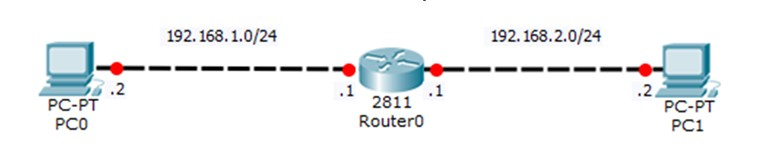 192.168.1.0/24
192.168.2.0/24
.2
.1
.1
.2
PC-PT
PC0
2811
Router0
PC-PT
PC1